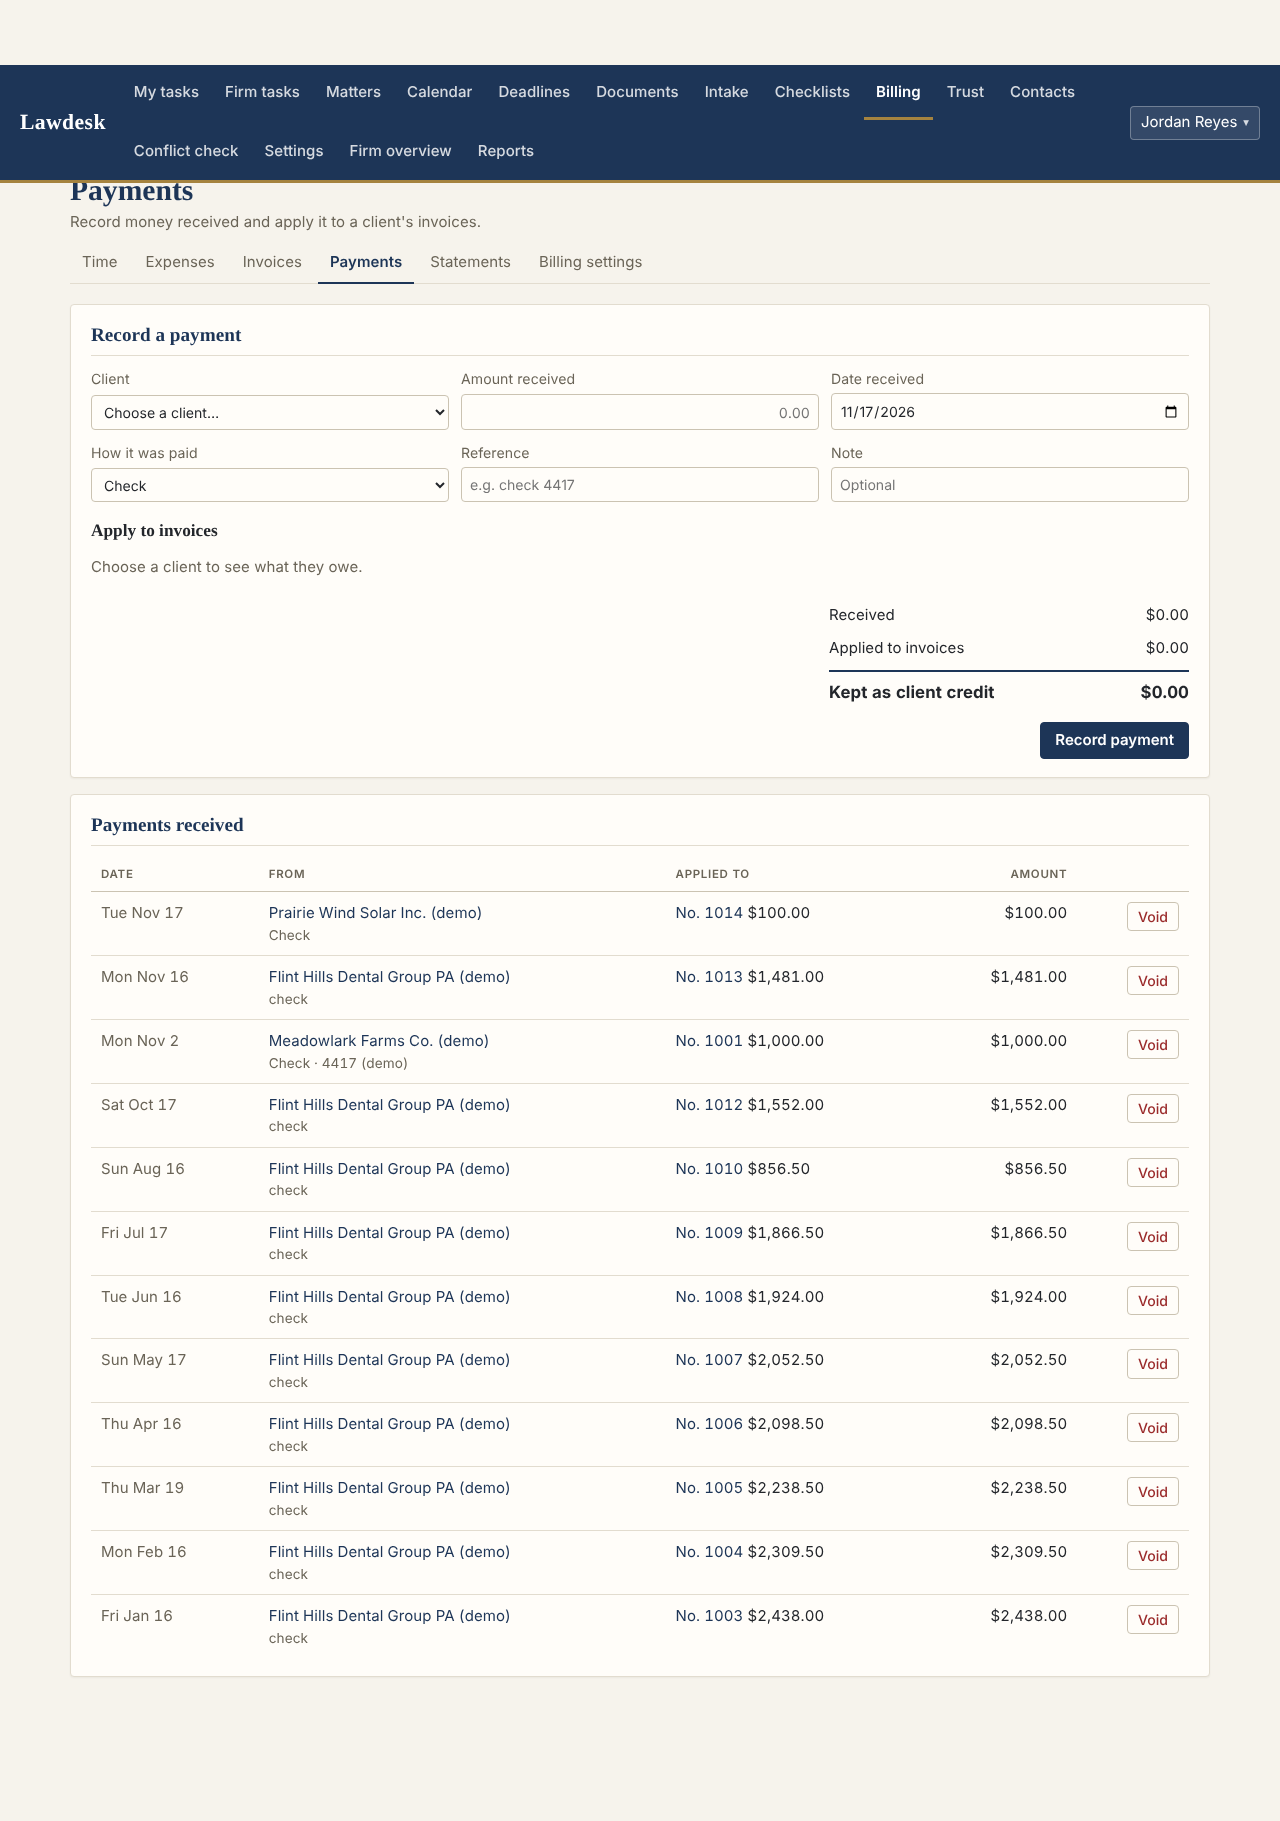 Lawdesk
My tasks Firm tasks Matters Calendar Deadlines Documents Intake Checklists Billing Trust Contacts
Conflict check Settings Firm overview Reports
Jordan Reyes ▾
Payments
Record money received and apply it to a client's invoices.
Time Expenses Invoices Payments Statements Billing settings
Record a payment
Client Amount received Date received
Choose a client... 0.00 11/17/2026
How it was paid Reference Note
Check e.g. check 4417 Optional
Apply to invoices
Choose a client to see what they owe.
Received $0.00
Applied to invoices $0.00
Kept as client credit $0.00
Record payment
Payments received
DATE FROM APPLIED TO AMOUNT
Tue Nov 17 Prairie Wind Solar Inc. (demo) No. 1014 $100.00 $100.00 Void
Check
Mon Nov 16 Flint Hills Dental Group PA (demo) No. 1013 $1,481.00 $1,481.00 Void
check
Mon Nov 2 Meadowlark Farms Co. (demo) No. 1001 $1,000.00 $1,000.00 Void
Check · 4417 (demo)
Sat Oct 17 Flint Hills Dental Group PA (demo) No. 1012 $1,552.00 $1,552.00 Void
check
Sun Aug 16 Flint Hills Dental Group PA (demo) No. 1010 $856.50 $856.50 Void
check
Fri Jul 17 Flint Hills Dental Group PA (demo) No. 1009 $1,866.50 $1,866.50 Void
check
Tue Jun 16 Flint Hills Dental Group PA (demo) No. 1008 $1,924.00 $1,924.00 Void
check
Sun May 17 Flint Hills Dental Group PA (demo) No. 1007 $2,052.50 $2,052.50 Void
check
Thu Apr 16 Flint Hills Dental Group PA (demo) No. 1006 $2,098.50 $2,098.50 Void
check
Thu Mar 19 Flint Hills Dental Group PA (demo) No. 1005 $2,238.50 $2,238.50 Void
check
Mon Feb 16 Flint Hills Dental Group PA (demo) No. 1004 $2,309.50 $2,309.50 Void
check
Fri Jan 16 Flint Hills Dental Group PA (demo) No. 1003 $2,438.00 $2,438.00 Void
check